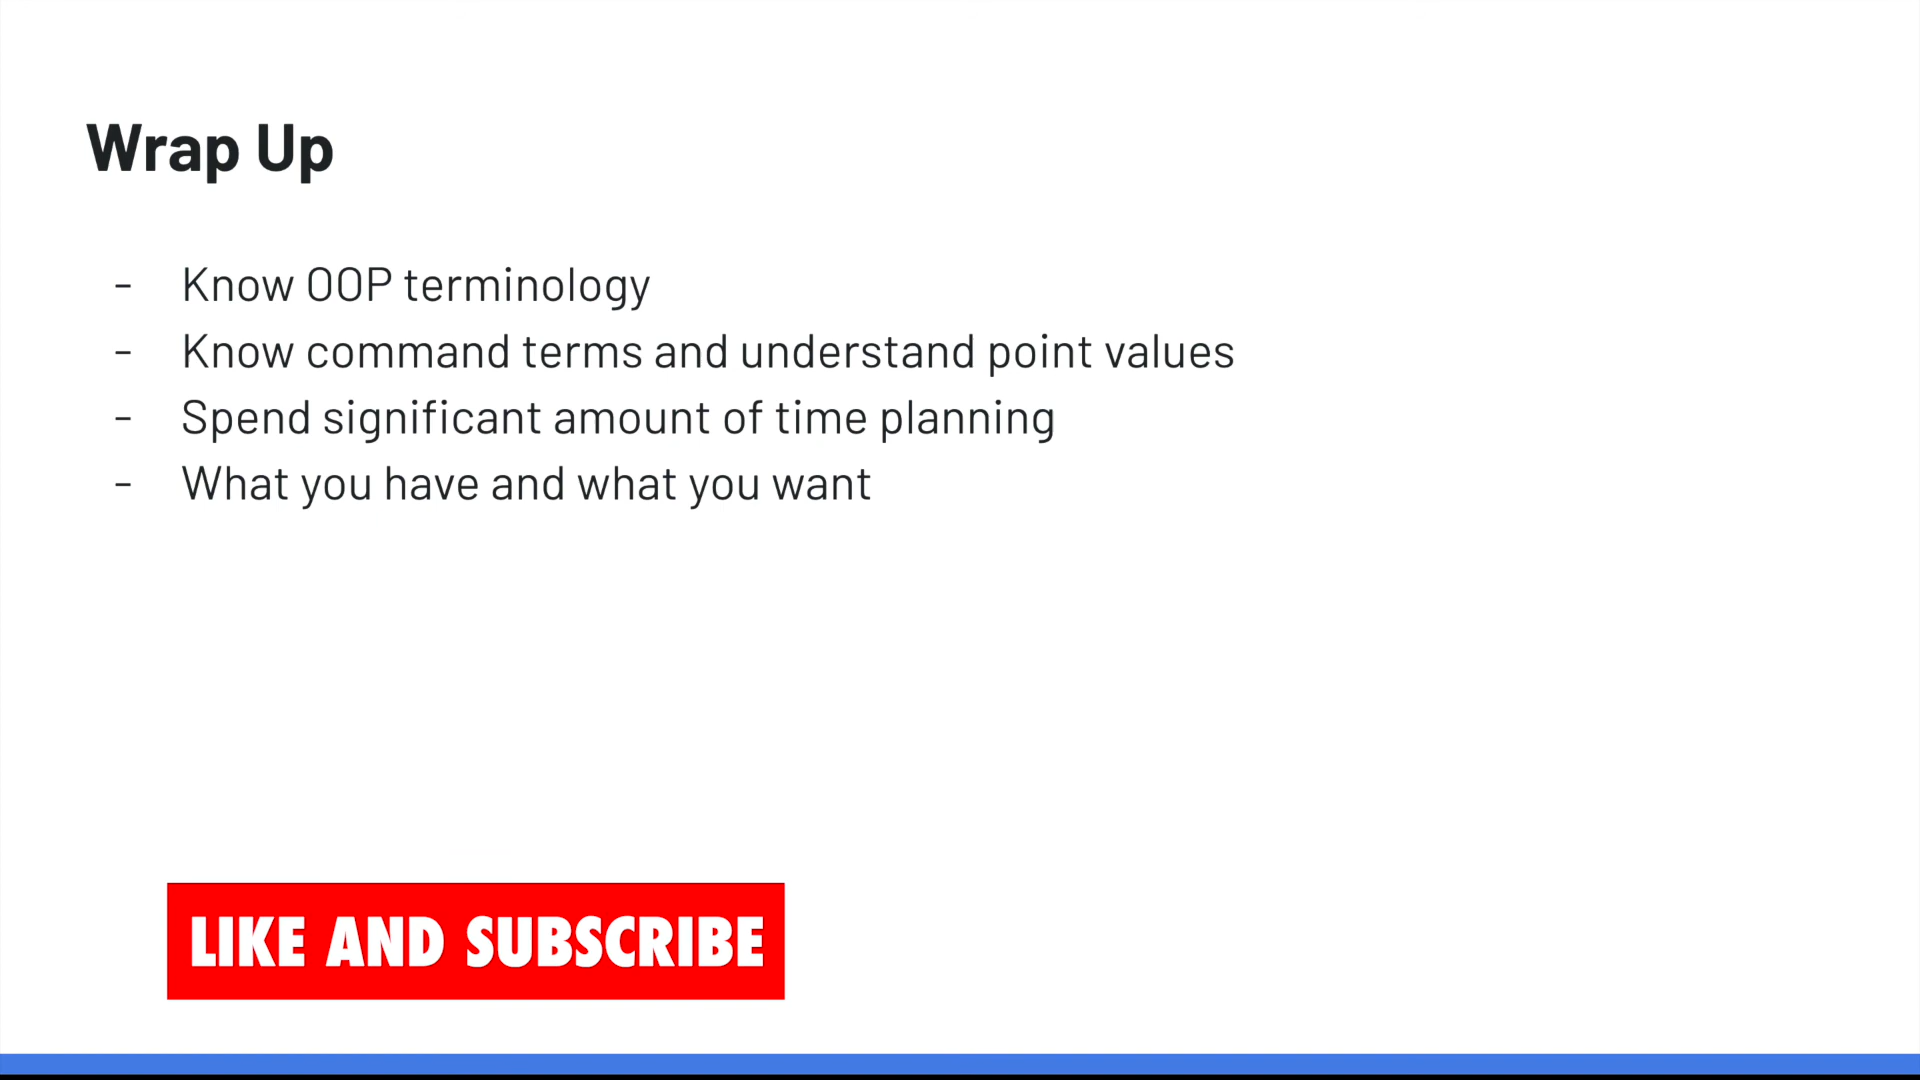 Wrap Up
- Know OOP terminology
- Know command terms and understand point values
- Spend significant amount of time planning
- What you have and what you want
LIKE AND SUBSCRIBE